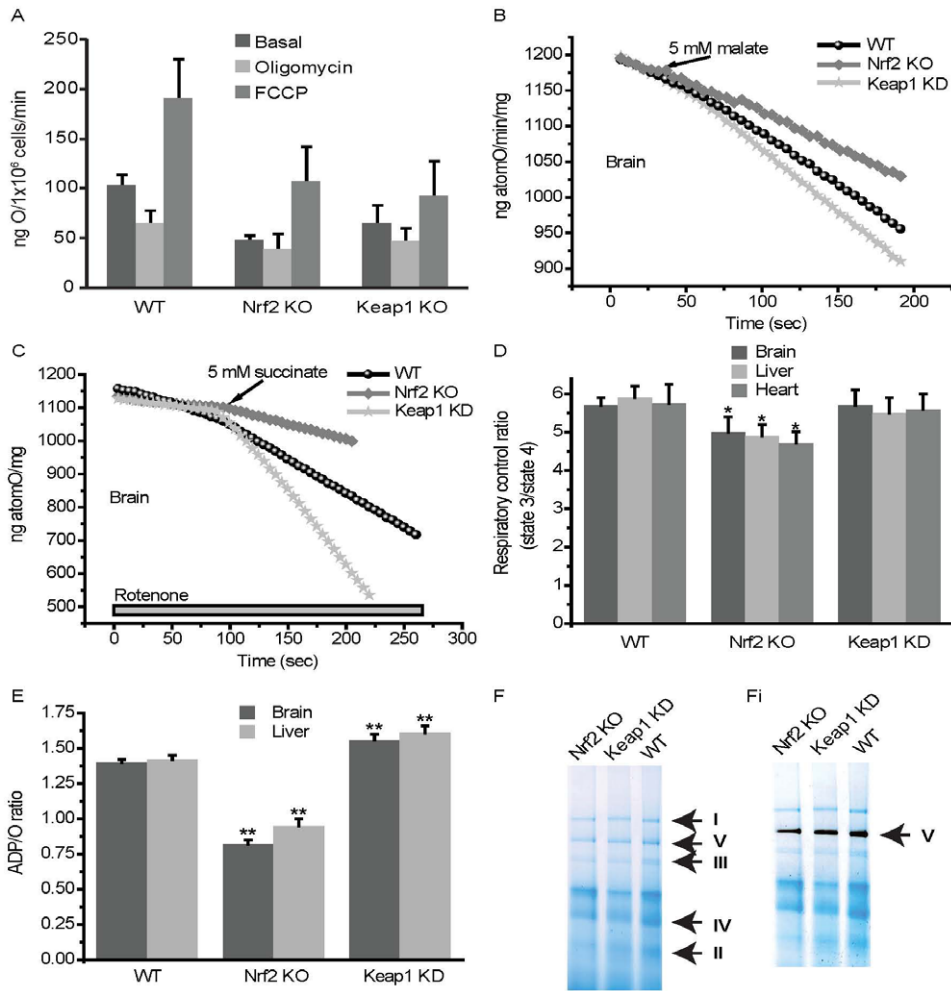 A
250
200
150
100
50
0
ng O/1x10⁶ cells/min
Basal
Oligomycin
FCCP
WT
Nrf2 KO
Keap1 KO
B
1200
1150
1100
1050
1000
950
900
ng atomO/min/mg
5 mM malate
WT
Nrf2 KO
Keap1 KD
Brain
0
50
100
150
200
Time (sec)
C
1200
1100
1000
900
800
700
600
500
ng atomO/mg
5 mM succinate
WT
Nrf2 KO
Keap1 KD
Brain
Rotenone
0
50
100
150
200
250
300
Time (sec)
D
6
5
4
3
2
1
0
Respiratory control ratio
(state 3/state 4)
Brain
Liver
Heart
*
*
*
WT
Nrf2 KO
Keap1 KD
E
1.75
1.50
1.25
1.00
0.75
0.50
0.25
0.00
ADP/O ratio
Brain
Liver
**
**
**
**
WT
Nrf2 KO
Keap1 KD
F
Nrf2 KO
Keap1 KD
WT
I
V
III
IV
II
Fi
Nrf2 KO
Keap1 KD
WT
V